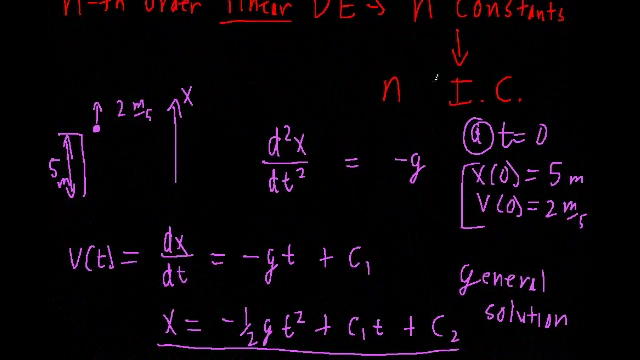 n-th order linear DE → n constants
n I.C.
2 m/s
X
5 m
d²x/dt² = -g
@ t=0
X(0) = 5 m
V(0) = 2 m/s
V(t) = dx/dt = -gt + C₁
general solution
X = -½gt² + C₁t + C₂